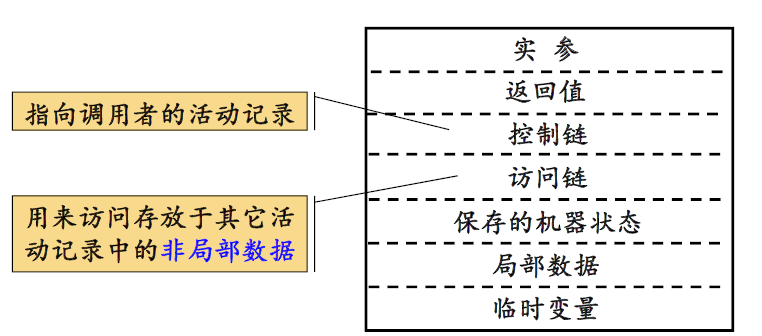 实 参
返回值
指向调用者的活动记录
控制链
访问链
用来访问存放于其它活
动记录中的非局部数据
保存的机器状态
局部数据
临时变量